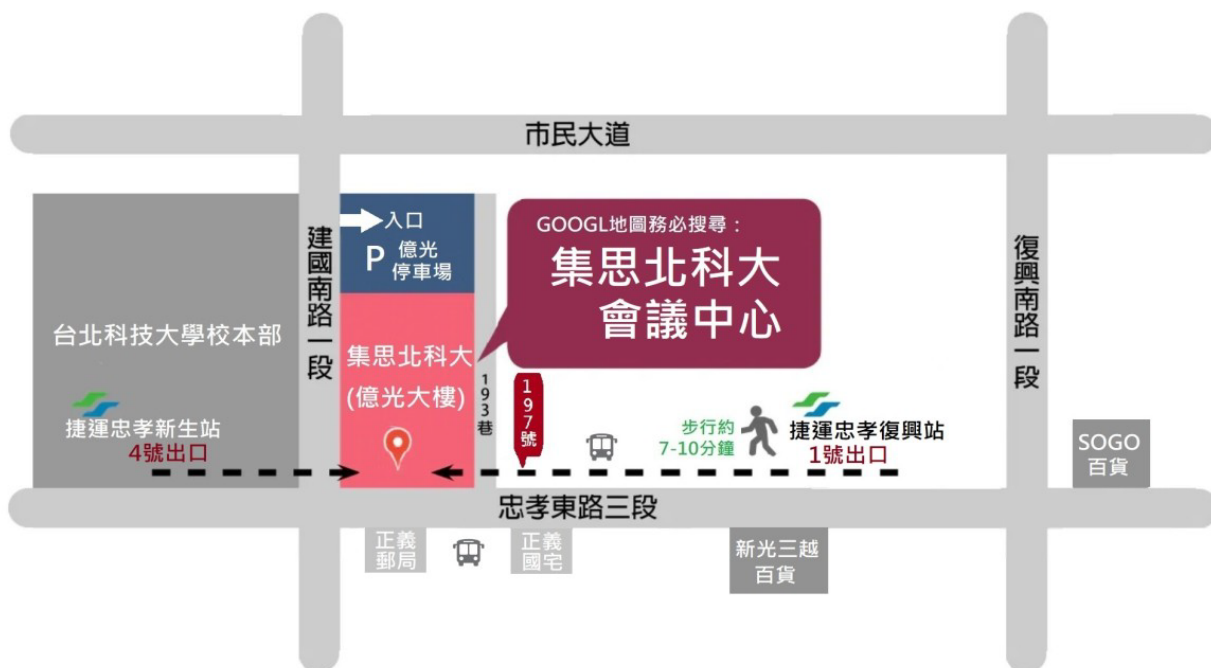 市民大道
建國南路一段
入口
P 億光
停車場
GOOGL地圖務必搜尋：
集思北科大
會議中心
復興南路一段
台北科技大學校本部
集思北科大
(億光大樓)
193巷
197號
捷運忠孝新生站
4號出口
步行約
7-10分鐘
捷運忠孝復興站
1號出口
SOGO
百貨
忠孝東路三段
正義
郵局
正義
國宅
新光三越
百貨